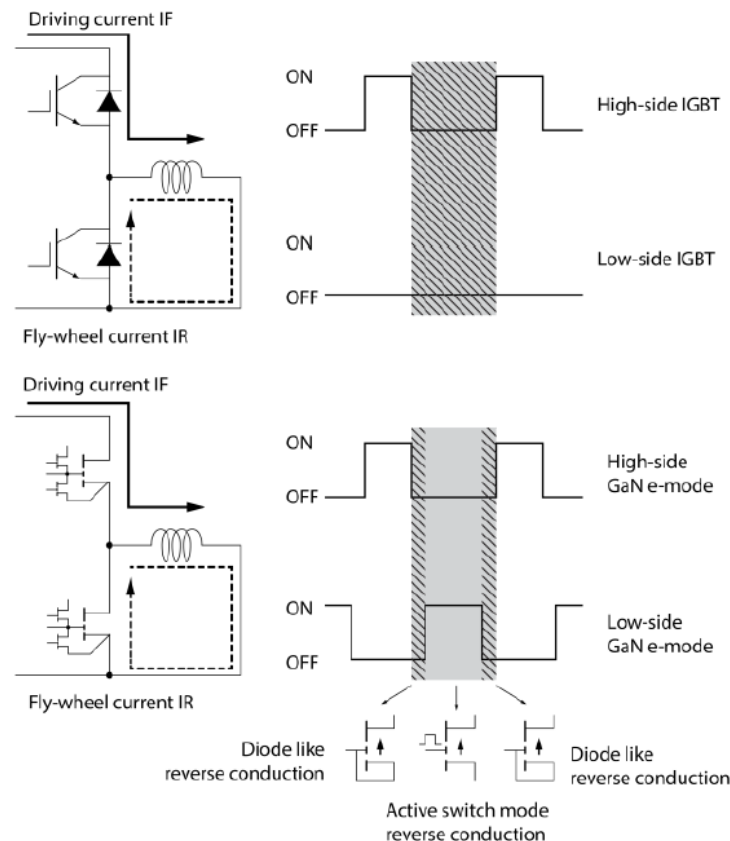 Driving current IF
ON
OFF
High-side IGBT
ON
OFF
Low-side IGBT
Fly-wheel current IR
Driving current IF
ON
OFF
High-side
GaN e-mode
ON
OFF
Low-side
GaN e-mode
Fly-wheel current IR
Diode like
reverse conduction
Active switch mode
reverse conduction
Diode like
reverse conduction